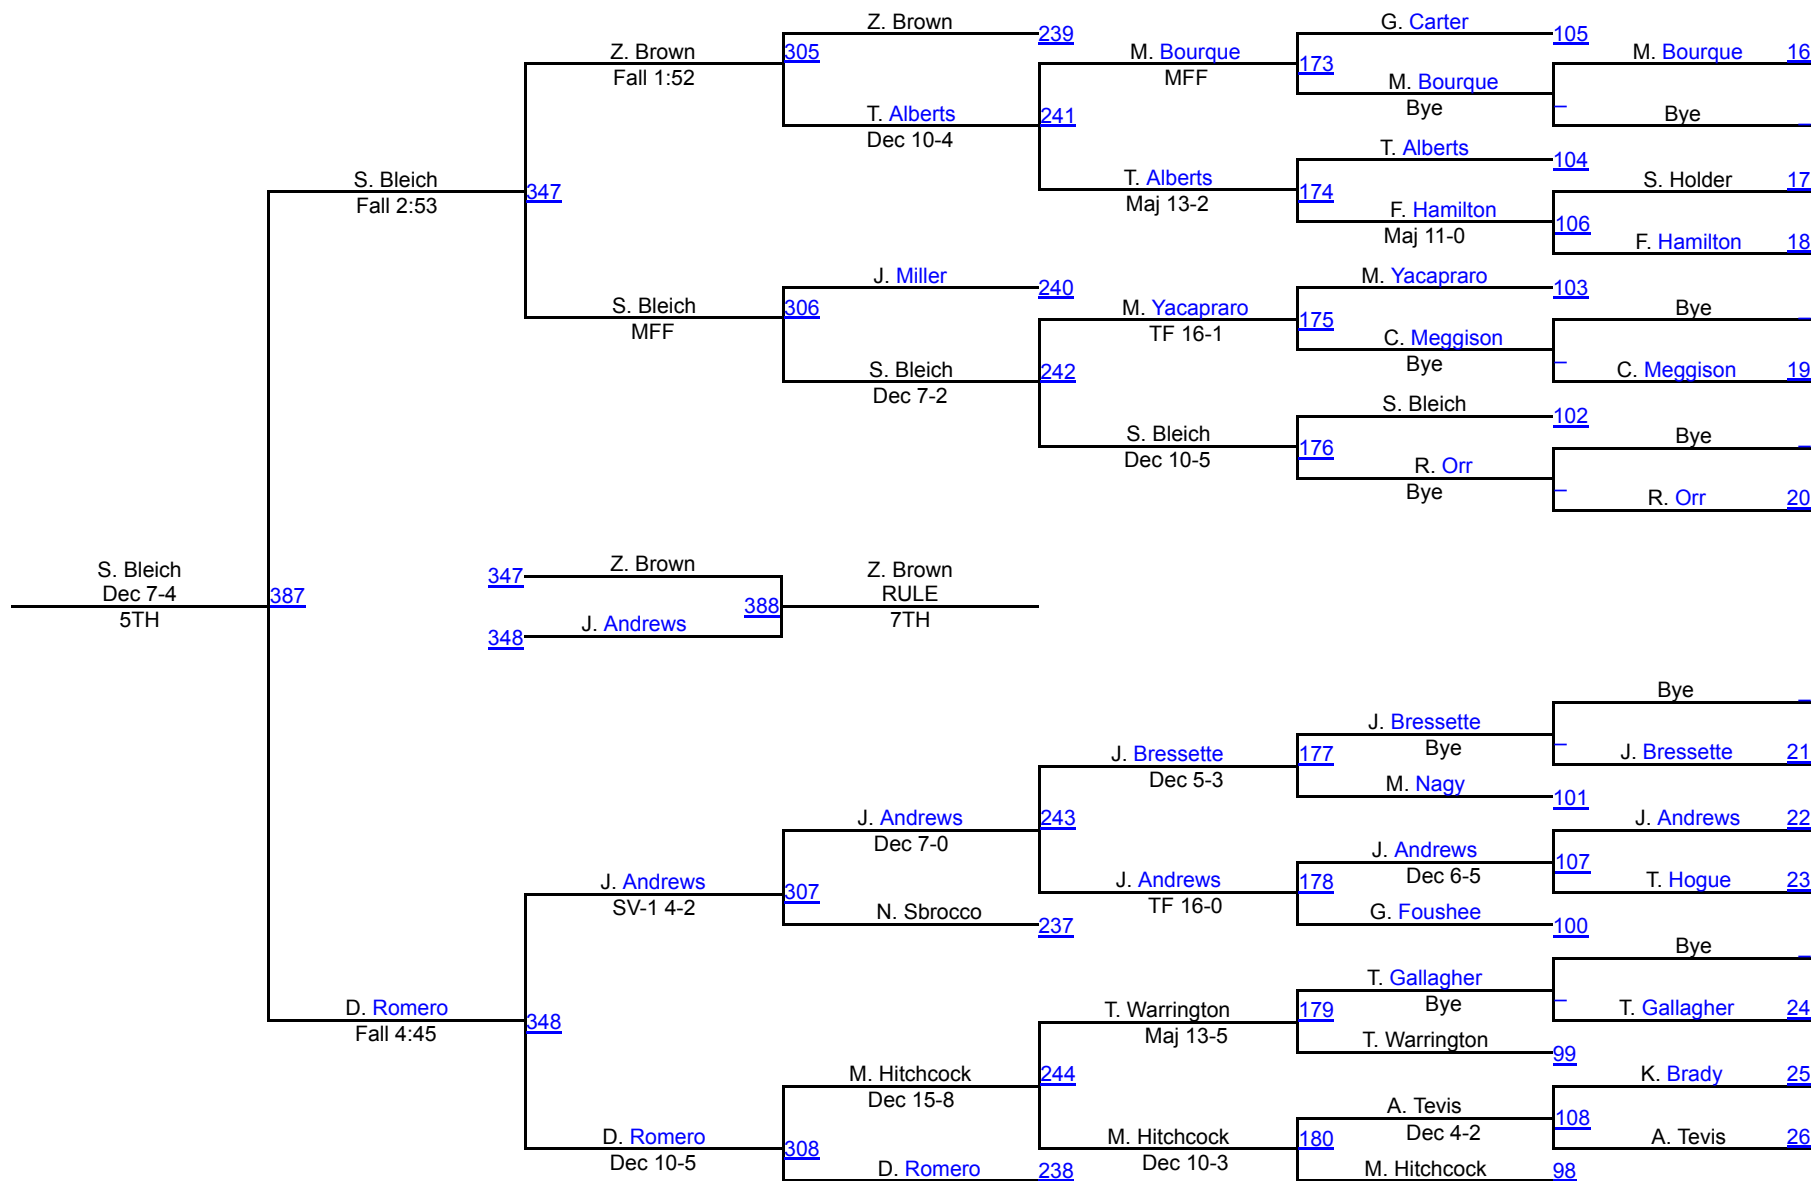 Z. Brown
239
G. Carter
105
Z. Brown
305
Fall 1:52
M. Bourque
MFF
173
M. Bourque
16
M. Bourque
Bye
T. Alberts
241
Dec 10-4
Bye
T. Alberts
104
S. Bleich
347
Fall 2:53
T. Alberts
174
Maj 13-2
S. Holder
17
F. Hamilton
106
Maj 11-0
F. Hamilton
18
J. Miller
240
M. Yacapraro
103
S. Bleich
306
MFF
M. Yacapraro
175
TF 16-1
Bye
C. Meggison
Bye
S. Bleich
242
Dec 7-2
C. Meggison
19
S. Bleich
102
S. Bleich
176
Dec 10-5
Bye
R. Orr
Bye
R. Orr
20
S. Bleich
Dec 7-4
387
5TH
347
Z. Brown
Z. Brown
RULE
388
7TH
348
J. Andrews
Bye
J. Bressette
Bye
J. Bressette
177
Dec 5-3
J. Bressette
21
M. Nagy
101
J. Andrews
243
Dec 7-0
J. Andrews
22
J. Andrews
107
Dec 6-5
J. Andrews
307
SV-1 4-2
J. Andrews
178
TF 16-0
T. Hogue
23
N. Sbrocco
237
G. Foushee
100
Bye
T. Gallagher
Bye
D. Romero
348
Fall 4:45
T. Warrington
179
Maj 13-5
T. Gallagher
24
T. Warrington
99
M. Hitchcock
244
Dec 15-8
K. Brady
25
A. Tevis
108
Dec 4-2
D. Romero
308
Dec 10-5
M. Hitchcock
180
Dec 10-3
A. Tevis
26
D. Romero
238
M. Hitchcock
98